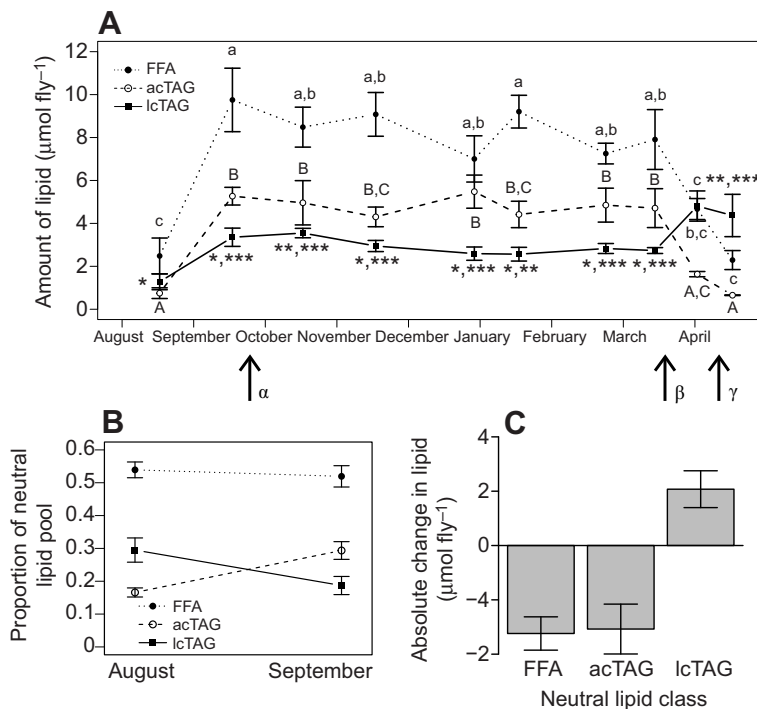 A
Amount of lipid (μmol fly⁻¹)
12
10
8
6
4
2
0
FFA
acTAG
lcTAG
a
a,b
a,b
a,b
a
a,b
a,b
c
c
b,c
c
A
B
B
B,C
B
B,C
B
B
A,C
A
*
*,***
**,***
*,***
*,***
*,**
*,***
*,***
**,***
August September October November December January February March April
α
β
γ
B
Proportion of neutral
lipid pool
0.6
0.5
0.4
0.3
0.2
0.1
0
FFA
acTAG
lcTAG
August September
C
Absolute change in lipid
(μmol fly⁻¹)
4
2
0
−4
−2
FFA acTAG lcTAG
Neutral lipid class